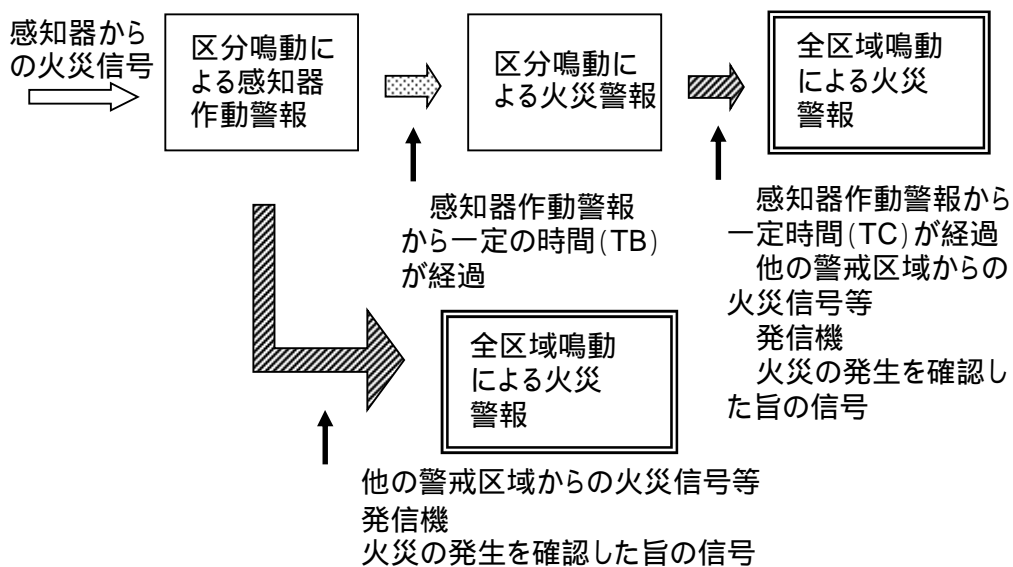 感知器から
の火災信号
区分鳴動に
よる感知器
作動警報
区分鳴動に
よる火災警報
全区域鳴動
による火災
警報
感知器作動警報
から一定の時間(TB)
が経過
感知器作動警報から
一定時間(TC)が経過
他の警戒区域からの
火災信号等
発信機
火災の発生を確認し
た旨の信号
全区域鳴動
による火災
警報
他の警戒区域からの火災信号等
発信機
火災の発生を確認した旨の信号